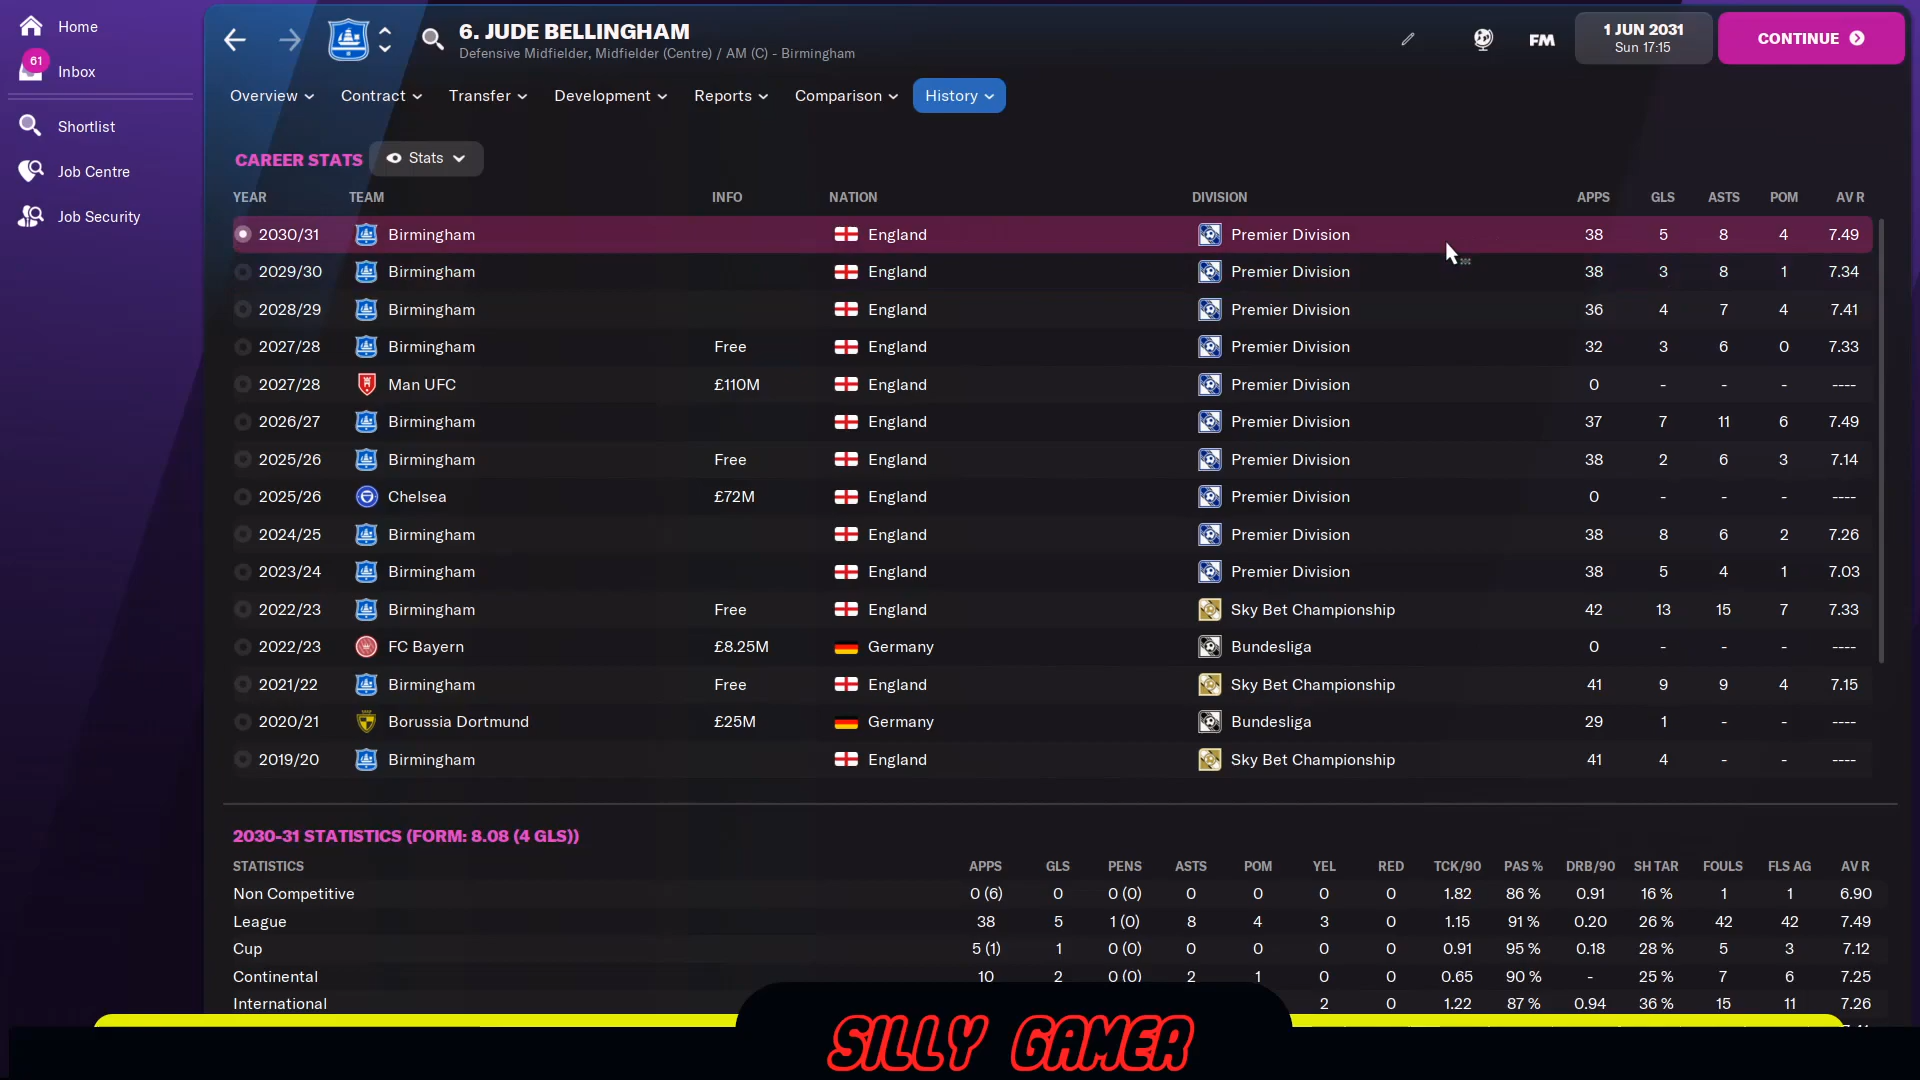 Home
61
Inbox
Shortlist
Job Centre
Job Security
6. JUDE BELLINGHAM
Defensive Midfielder, Midfielder (Centre) / AM (C) - Birmingham
FM
1 JUN 2031
Sun 17:15
CONTINUE
Overview Contract Transfer Development Reports Comparison History
CAREER STATS Stats
YEAR TEAM INFO NATION DIVISION APPS GLS ASTS POM AV R
2030/31 Birmingham England Premier Division 38 5 8 4 7.49
2029/30 Birmingham England Premier Division 38 3 8 1 7.34
2028/29 Birmingham England Premier Division 36 4 7 4 7.41
2027/28 Birmingham Free England Premier Division 32 3 6 0 7.33
2027/28 Man UFC £110M England Premier Division 0 - - - ----
2026/27 Birmingham England Premier Division 37 7 11 6 7.49
2025/26 Birmingham Free England Premier Division 38 2 6 3 7.14
2025/26 Chelsea £72M England Premier Division 0 - - - ----
2024/25 Birmingham England Premier Division 38 8 6 2 7.26
2023/24 Birmingham England Premier Division 38 5 4 1 7.03
2022/23 Birmingham Free England Sky Bet Championship 42 13 15 7 7.33
2022/23 FC Bayern £8.25M Germany Bundesliga 0 - - - ----
2021/22 Birmingham Free England Sky Bet Championship 41 9 9 4 7.15
2020/21 Borussia Dortmund £25M Germany Bundesliga 29 1 - - ----
2019/20 Birmingham England Sky Bet Championship 41 4 - - ----
2030-31 STATISTICS (FORM: 8.08 (4 GLS))
STATISTICS APPS GLS PENS ASTS POM YEL RED TCK/90 PAS % DRB/90 SH TAR FOULS FLS AG AV R
Non Competitive 0 (6) 0 0 (0) 0 0 0 0 1.82 86 % 0.91 16 % 1 1 6.90
League 38 5 1 (0) 8 4 3 0 1.15 91 % 0.20 26 % 42 42 7.49
Cup 5 (1) 1 0 (0) 0 0 0 0 0.91 95 % 0.18 28 % 5 3 7.12
Continental 10 2 0 (0) 2 1 0 0 0.65 90 % - 25 % 7 6 7.25
International 2 0 1.22 87 % 0.94 36 % 15 11 7.26
SILLY GAMER